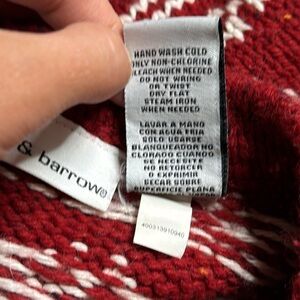 HAND WASH COLD
ONLY NON-CHLORINE
BLEACH WHEN NEEDED
DO NOT WRING
OR TWIST
DRY FLAT
STEAM IRON
WHEN NEEDED
LAVAR A MANO
CON AGUA FRIA
SOLO USARSE
BLANQUEADOR NO
CLORADO CUANDO
SE NECESITE
NO RETORCER
O EXPRIMIR
SECAR SOBRE
SUPERFICIE PLANA
& barrow®